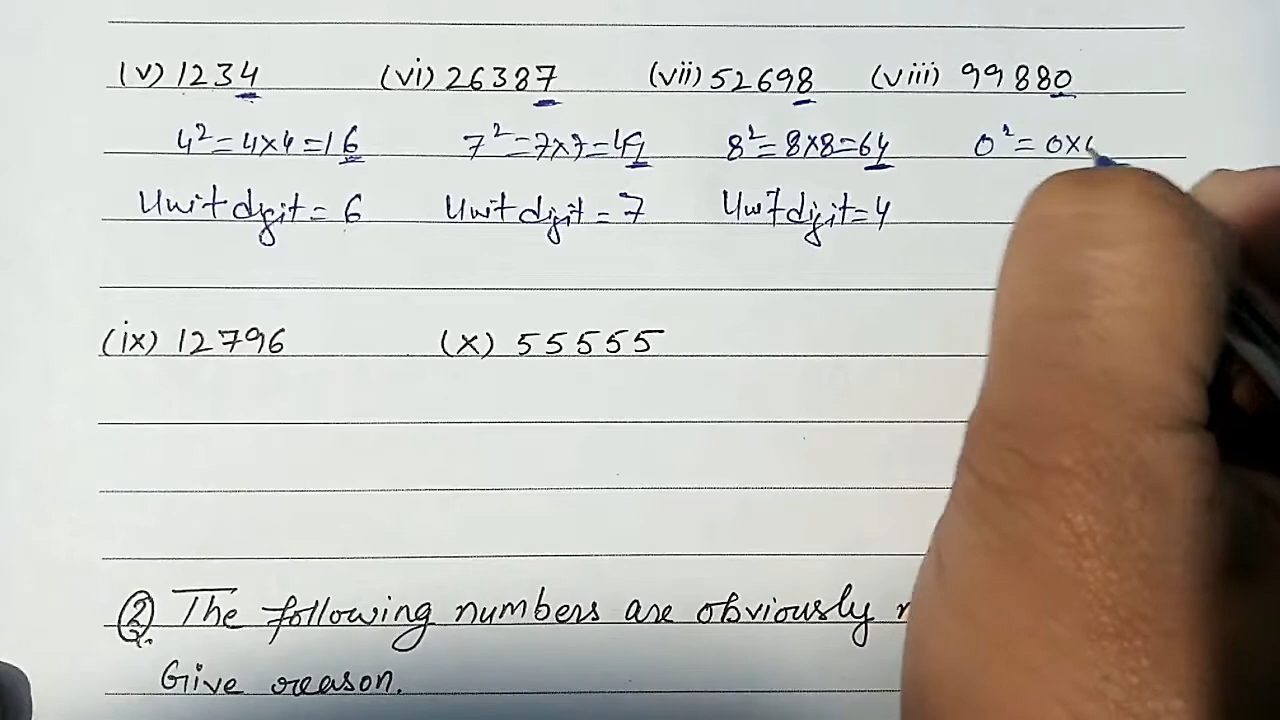 (v) 1234 (vi) 26387 (vii) 52698 (viii) 99880
4² = 4×4 = 16 7² = 7×7 = 49 8² = 8×8 = 64 0² = 0×
Unit digit = 6 Unit digit = 7 Unit digit = 4
(ix) 12796 (x) 55555
(2) The following numbers are obviously
Give reason.